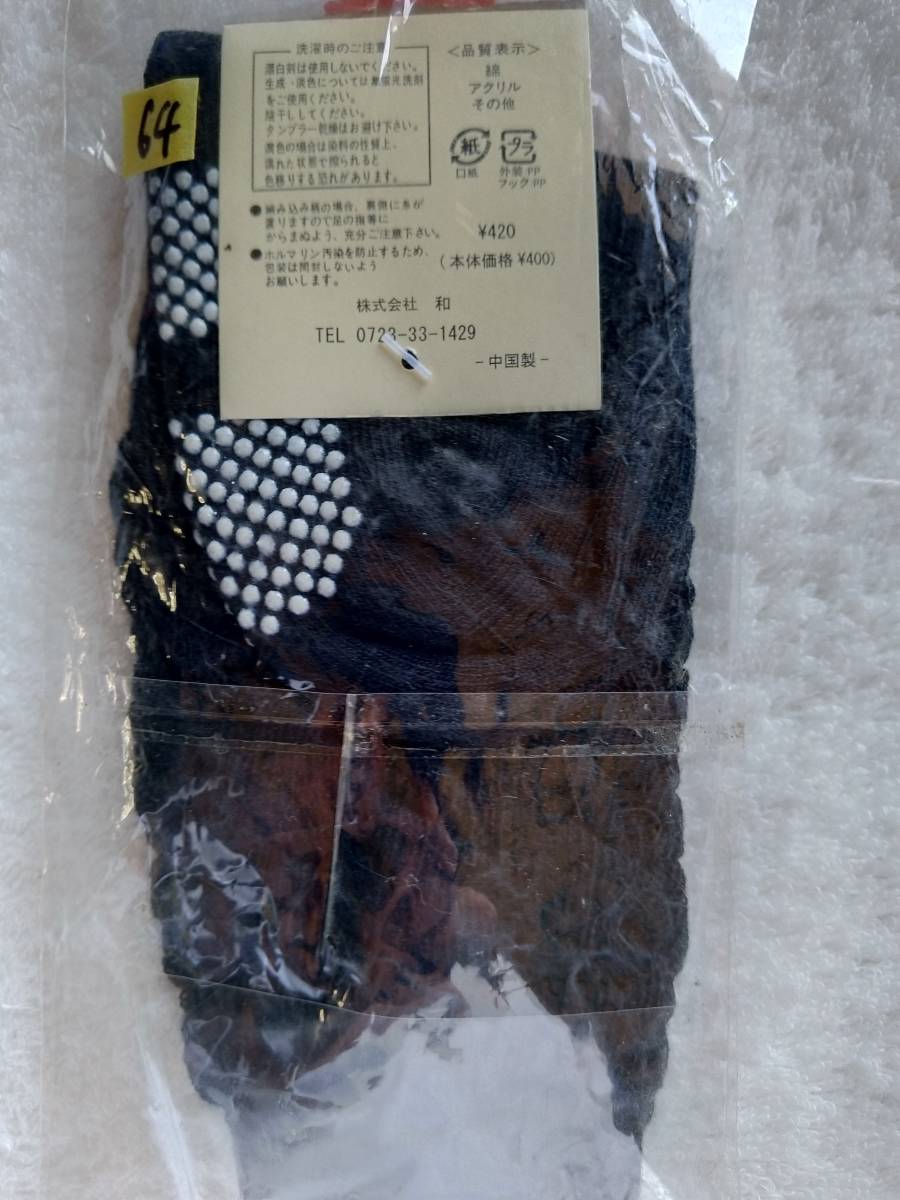 64
洗濯時のご注意
漂白剤は使用しないでください。
生成・淡色については無蛍光洗剤
をご使用ください。
陰干ししてください。
タンブラー乾燥はお避け下さい。
濃色の場合は染料の性質上、
濡れた状態で擦られると
色移りする恐れがあります。
●編み込み柄の場合、裏側に糸が
渡りますので足の指等に
からまぬよう、充分ご注意下さい。
●ホルマリン汚染を防止するため、
包装は開封しないよう
お願いします。
<品質表示>
綿
アクリル
その他
紙 プラ
口紙 外装:PP
フック:PP
¥420
(本体価格¥400)
株式会社 和
TEL 0723-33-1429
-中国製-